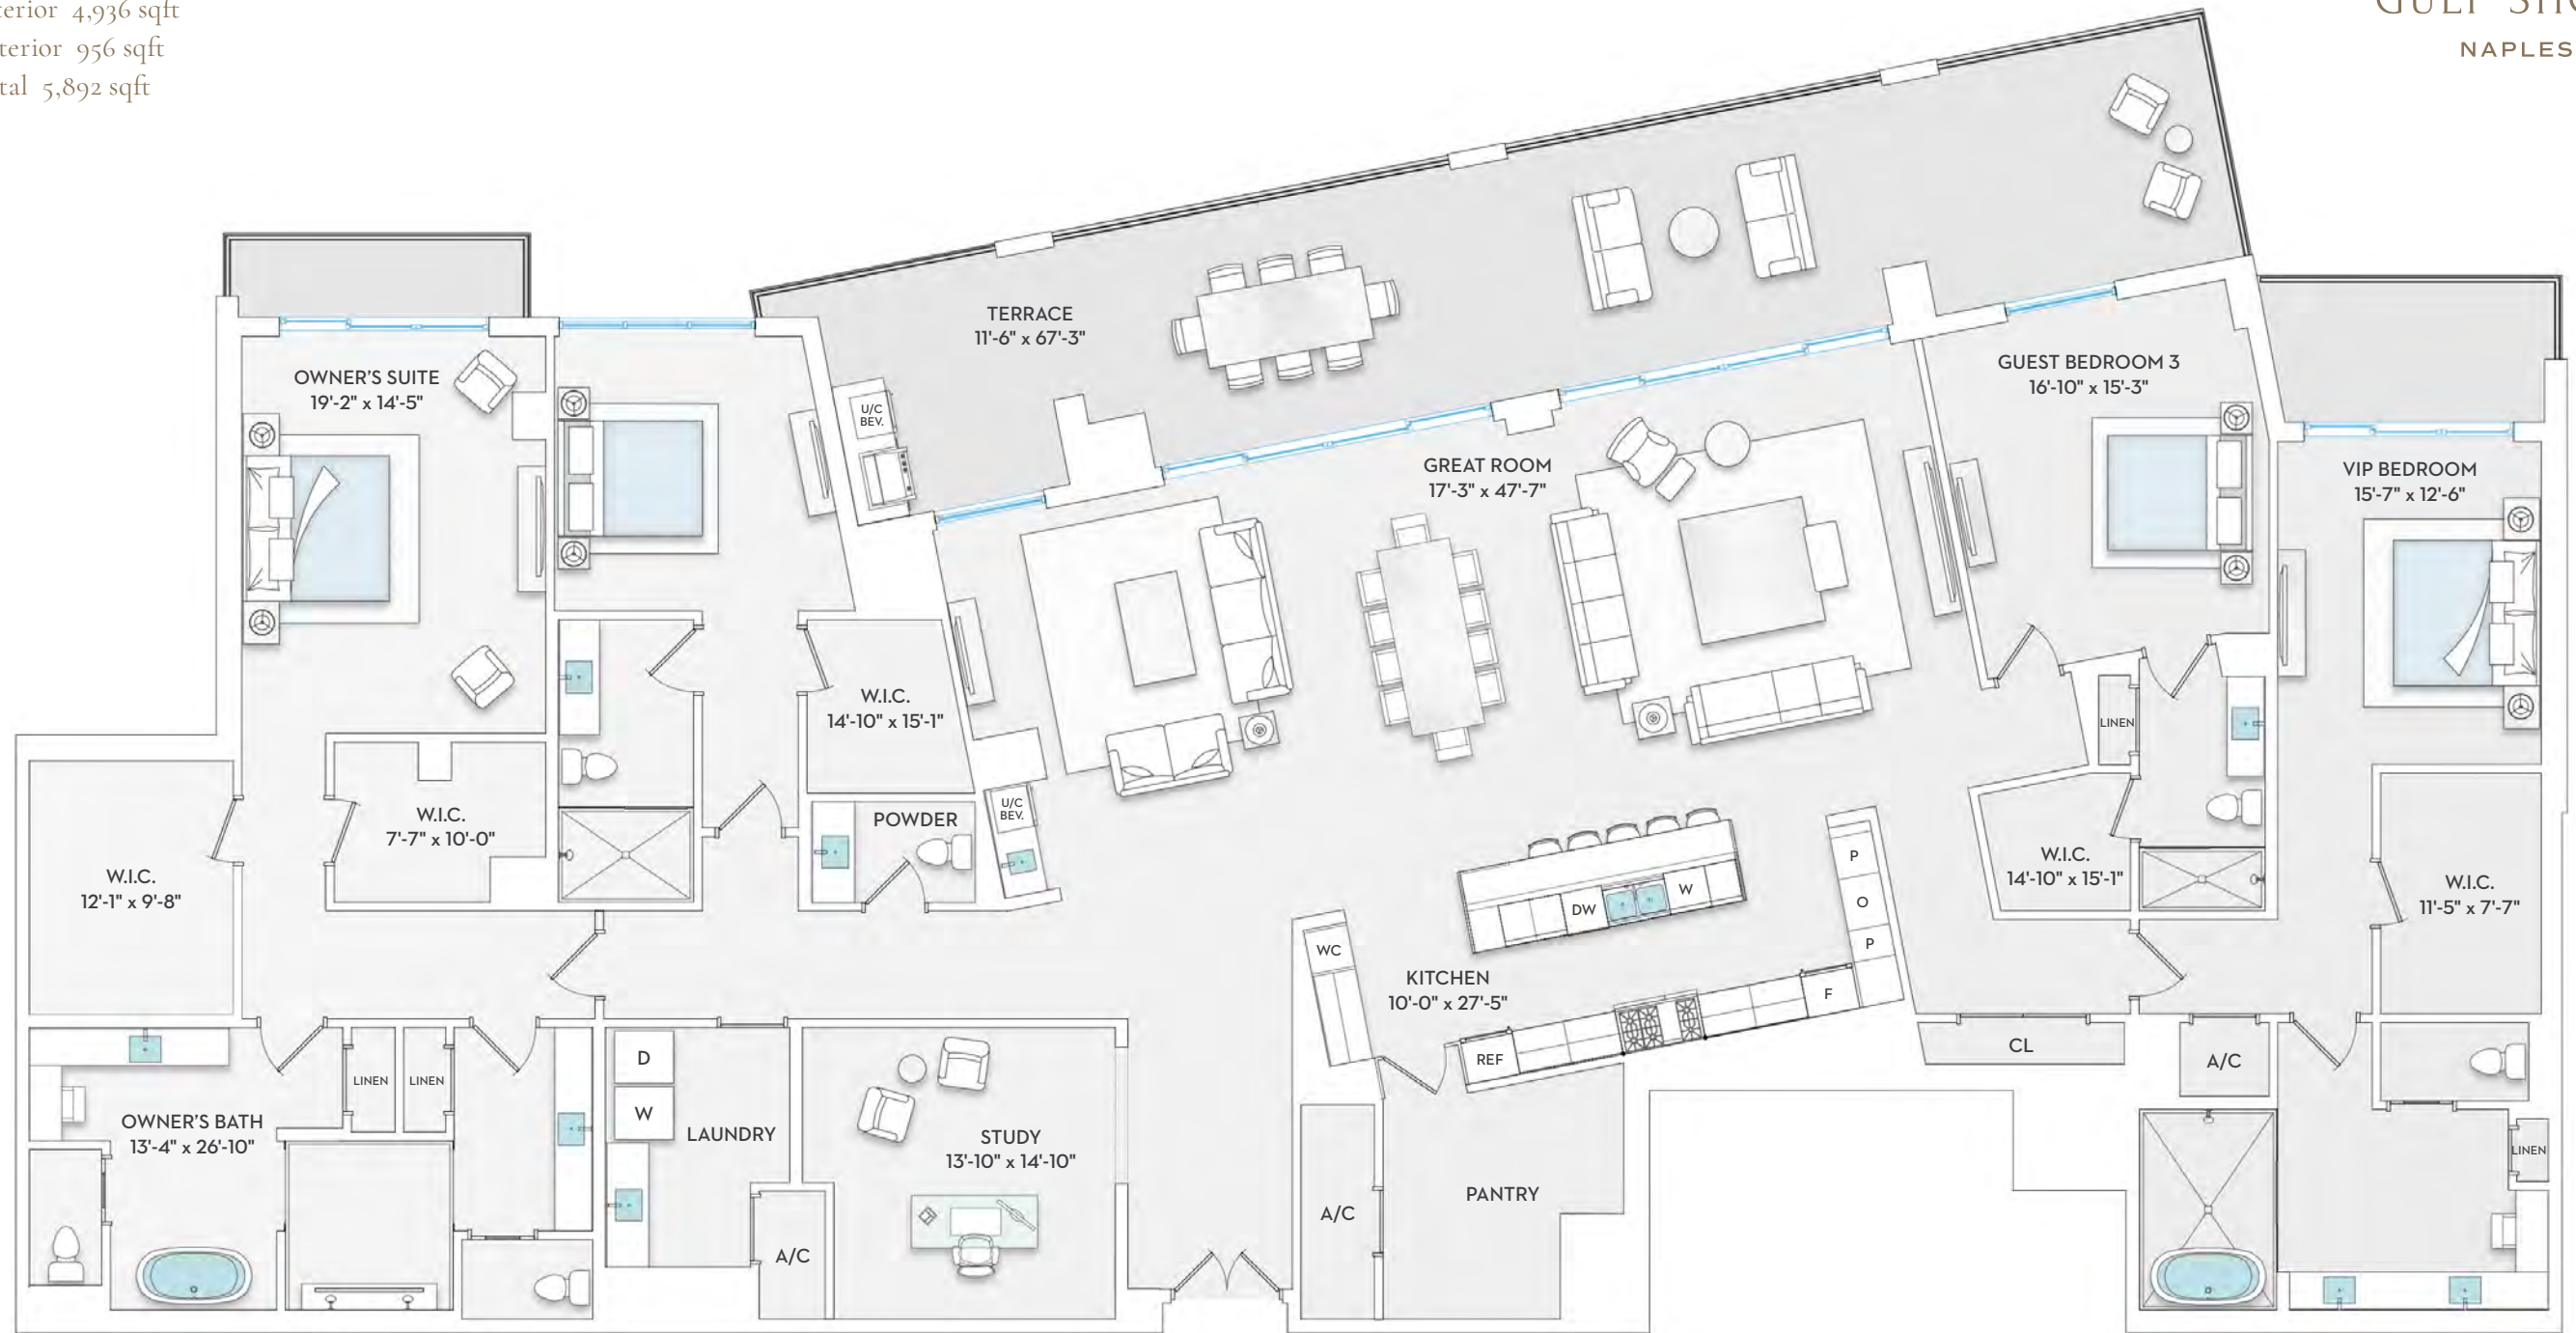 4,936 sqft
956 sqft
5,892 sqft
NAPLES
TERRACE
11'-6" x 67'-3"
OWNER'S SUITE
19'-2" x 14'-5"
GUEST BEDROOM 3
16'-10" x 15'-3"
U/C
BEV.
GREAT ROOM
17'-3" x 47'-7"
VIP BEDROOM
15'-7" x 12'-6"
W.I.C.
14'-10" x 15'-1"
LINEN
W.I.C.
7'-7" x 10'-0"
POWDER
U/C
BEV.
W.I.C.
12'-1" x 9'-8"
P
O
P
W.I.C.
14'-10" x 15'-1"
W.I.C.
11'-5" x 7'-7"
DW
W
WC
KITCHEN
10'-0" x 27'-5"
F
REF
CL
A/C
D
W
LINEN
LINEN
OWNER'S BATH
13'-4" x 26'-10"
LAUNDRY
STUDY
13'-10" x 14'-10"
LINEN
PANTRY
A/C
A/C